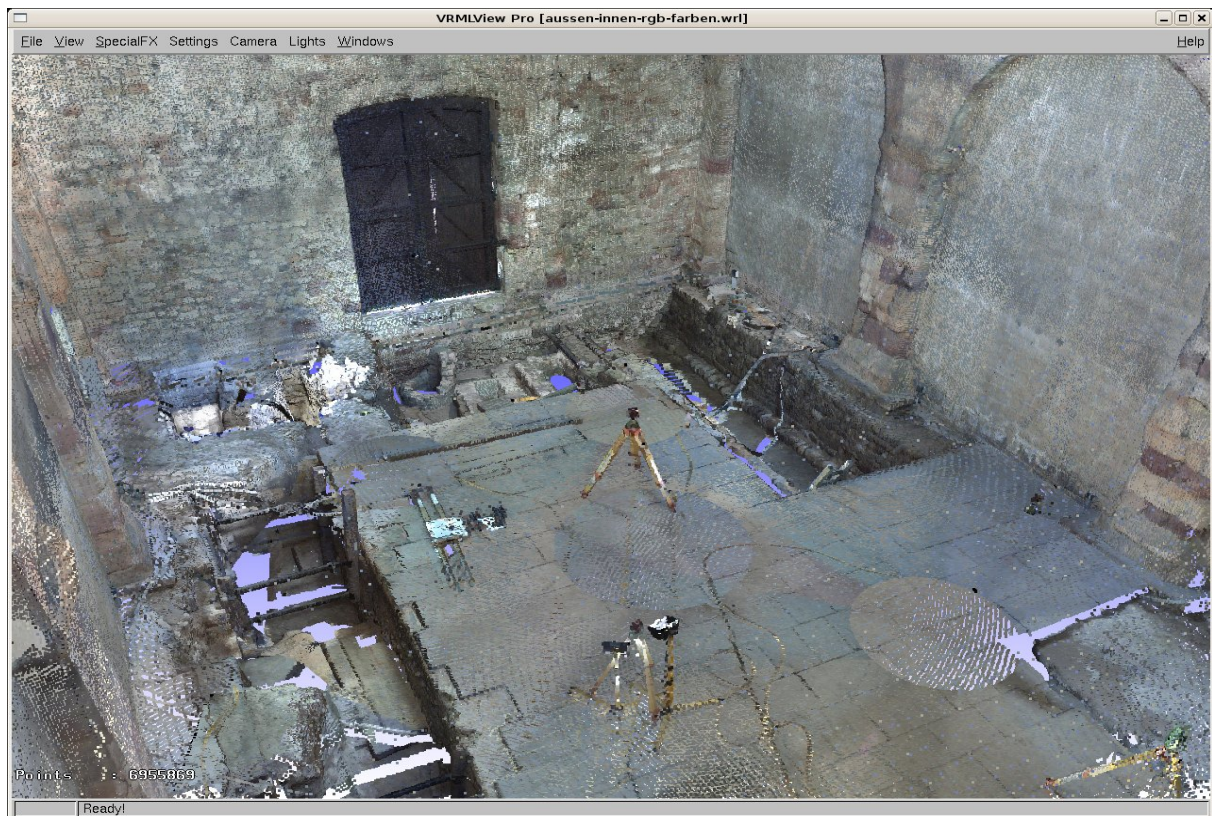 VRMLView Pro [aussen-innen-rgb-farben.wrl]
File View SpecialFX Settings Camera Lights Windows Help
Points : 6955869
Ready!